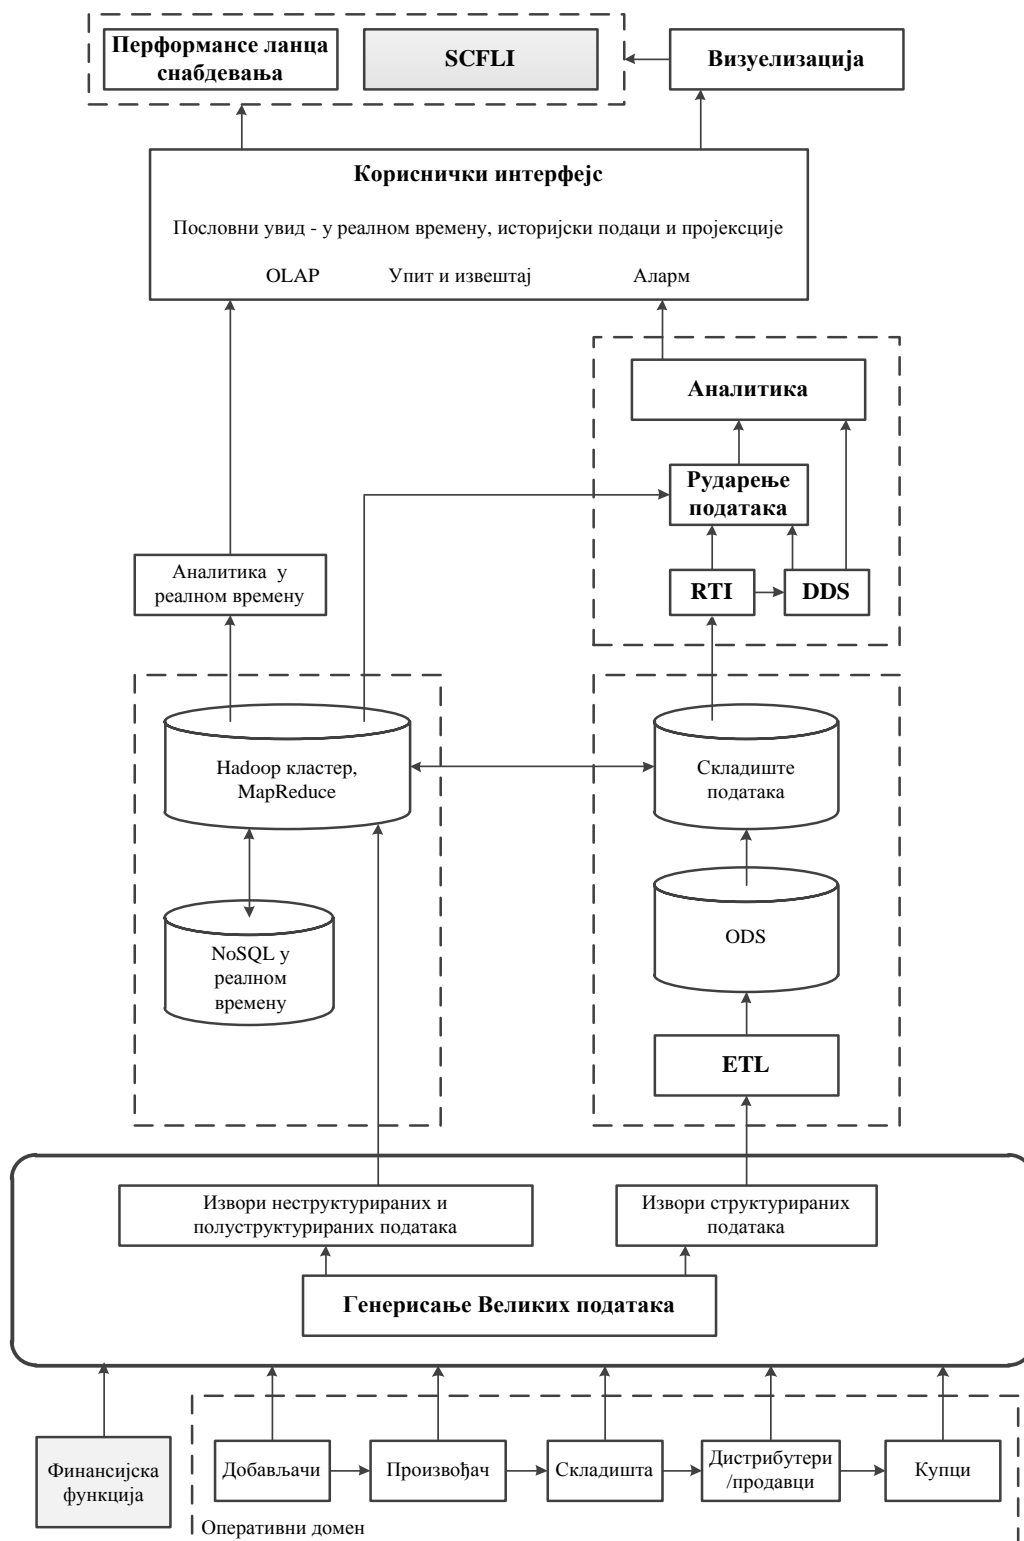 Перформансе ланца
снабдевања
SCFLI
Визуелизација
Кориснички интерфејс
Пословни увид - у реалном времену, историјски подаци и пројексције
OLAP
Упит и извештај
Аларм
Аналитика
Рударење
података
Аналитика у
реалном времену
RTI
DDS
Hadoop кластер,
MapReduce
Складиште
података
NoSQL у
реалном
времену
ODS
ETL
Извори неструктурираних и
полуструктурираних података
Извори структурираних
података
Генерисање Великих података
Финансијска
функција
Добављачи
Произвођач
Складишта
Дистрибутери
/продавци
Купци
Оперативни домен